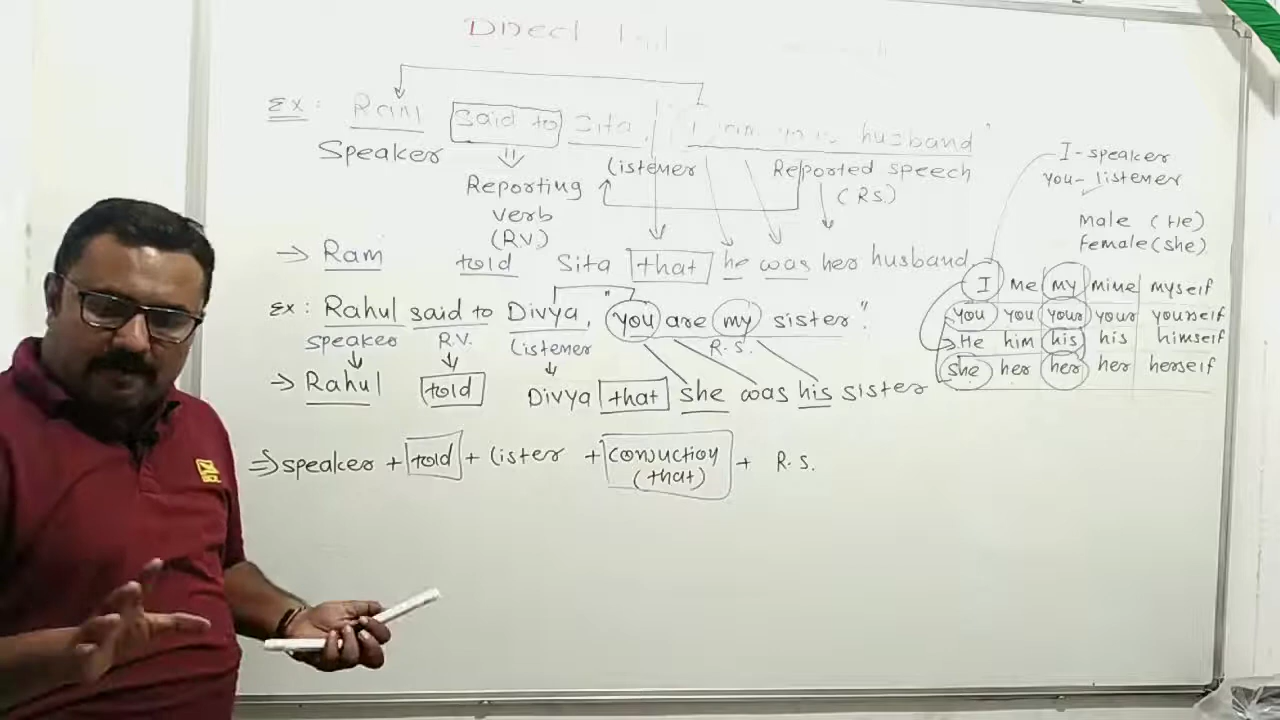 Direct
Ex: Ram said to Sita, husband"
Speaker Listener Reported speech
Reporting (R.S.)
verb
(R.V.)
→ Ram told Sita that he was her husband
Ex: Rahul said to Divya, "you are my sister".
speaker R.V. Listener R.S.
→ Rahul told Divya that she was his sister
⇒ speaker + told + lister + conjuction + R.S.
(that)
I-speaker
you- listener
Male (He)
Female (she)
I me my mine myself
you you your your yourself
He him his his himself
she her her her herself